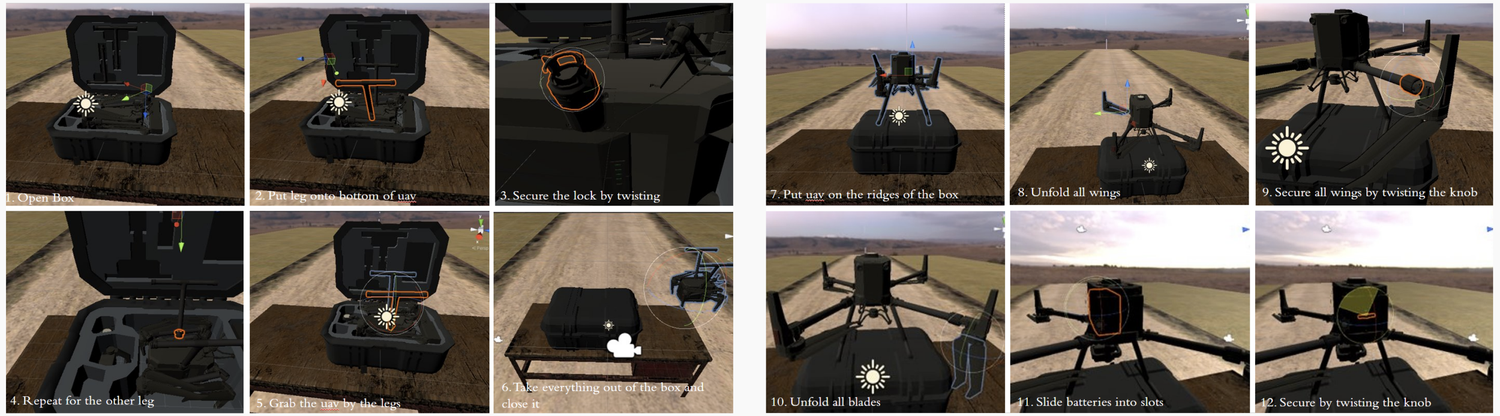 1. Open Box
2. Put leg onto bottom of uav
3. Secure the lock by twisting
4. Repeat for the other leg
5. Grab the uav by the legs
6. Take everything out of the box and
close it
7. Put uav on the ridges of the box
8. Unfold all wings
9. Secure all wings by twisting the knob
10. Unfold all blades
11. Slide batteries into slots
12. Secure by twisting the knob